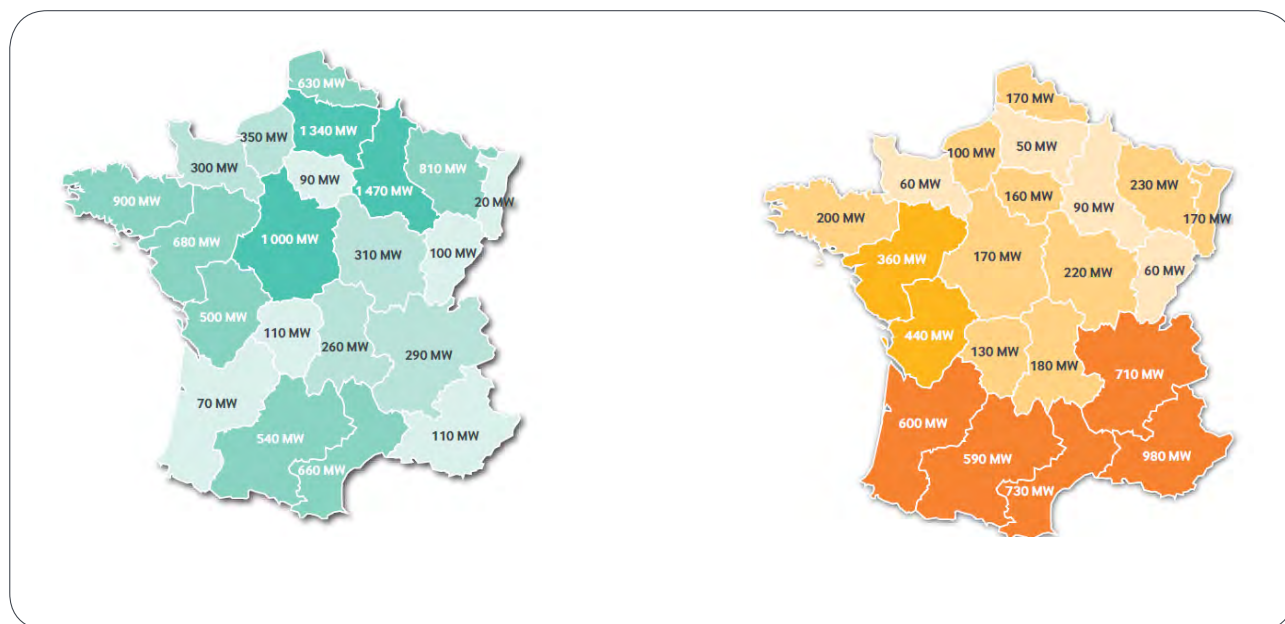 630 MW
1 340 MW
350 MW
300 MW
90 MW
1 470 MW
810 MW
20 MW
900 MW
680 MW
1 000 MW
310 MW
100 MW
500 MW
110 MW
260 MW
290 MW
70 MW
540 MW
110 MW
660 MW
170 MW
50 MW
100 MW
60 MW
160 MW
90 MW
230 MW
170 MW
200 MW
360 MW
170 MW
220 MW
60 MW
440 MW
130 MW
180 MW
710 MW
600 MW
590 MW
980 MW
730 MW